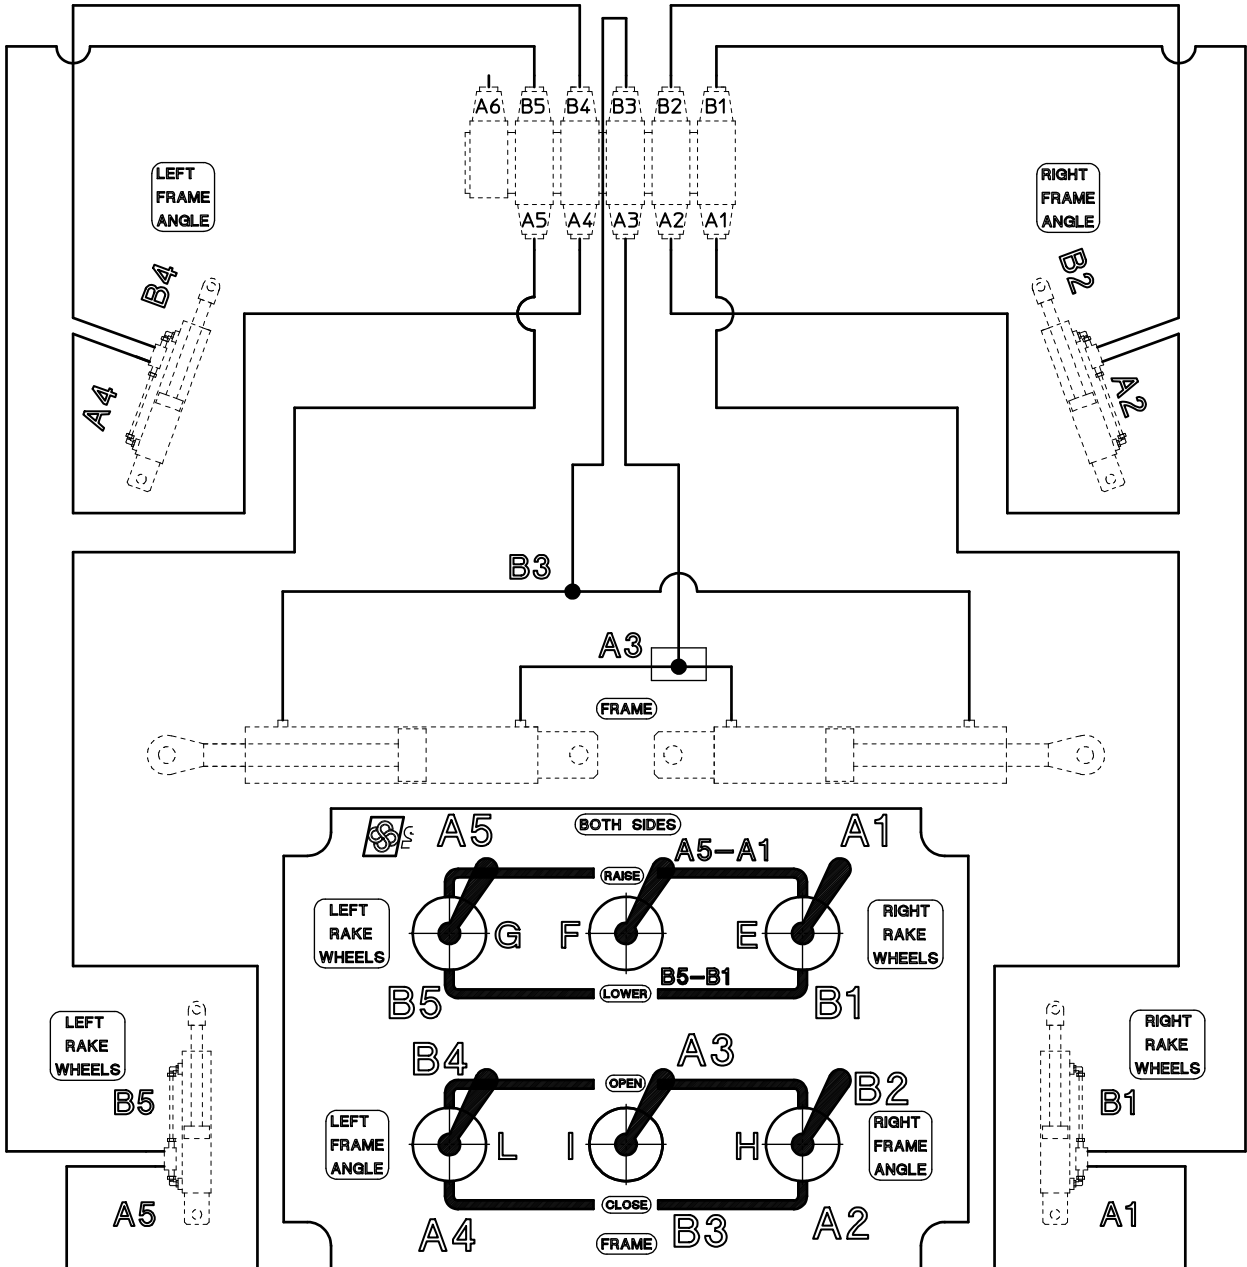 A6 B5 B4 B3 B2 B1
A5 A4 A3 A2 A1
LEFT
FRAME
ANGLE
RIGHT
FRAME
ANGLE
B4
A4
B2
A2
B3
A3
FRAME
BOTH SIDES
A5
A5-A1
A1
RAISE
LEFT
RAKE
WHEELS
G F E
RIGHT
RAKE
WHEELS
B5
LOWER
B5-B1
B1
LEFT
RAKE
WHEELS
B5
A5
RIGHT
RAKE
WHEELS
B1
A1
B4
OPEN
A3
B2
LEFT
FRAME
ANGLE
L I H
RIGHT
FRAME
ANGLE
A4
CLOSE
B3
A2
FRAME